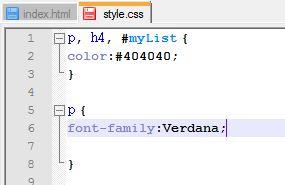 index.html style.css
1 p, h4, #myList {
2 color:#404040;
3 }
4
5 p {
6 font-family:Verdana;
7
8 }